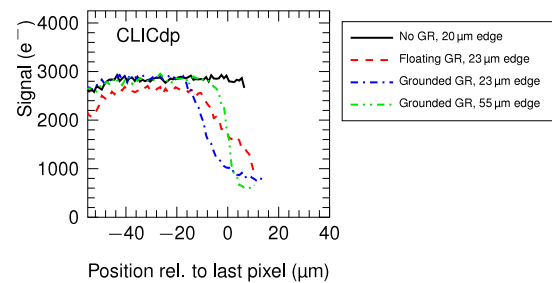 4000
3000
2000
1000
0
Signal (e⁻)
CLICdp
−40 −20 0 20 40
Position rel. to last pixel (μm)
No GR, 20 μm edge
Floating GR, 23 μm edge
Grounded GR, 23 μm edge
Grounded GR, 55 μm edge